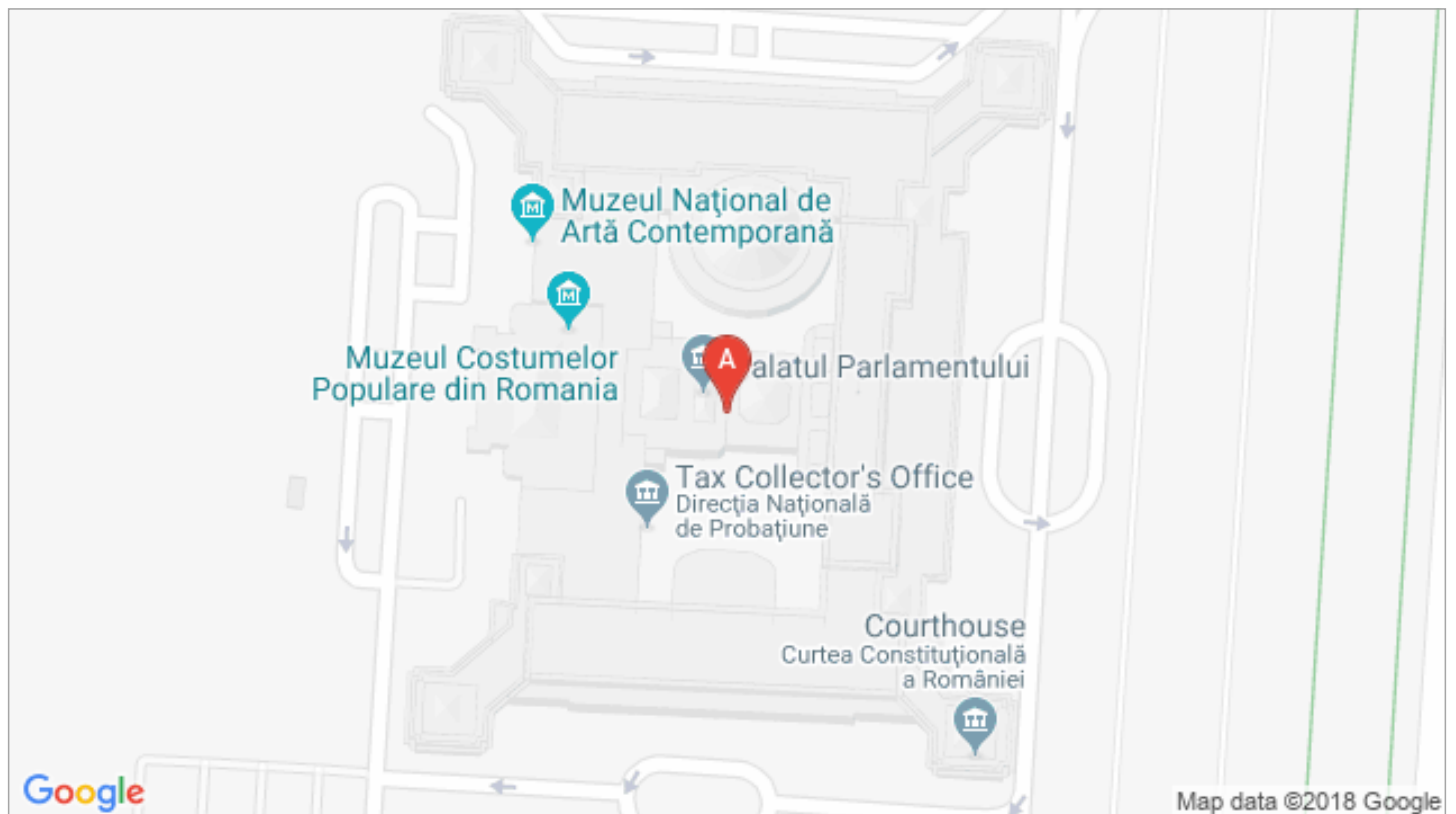 Muzeul Naţional de
Artă Contemporană
Muzeul Costumelor
Populare din Romania
A
alatul Parlamentului
Tax Collector's Office
Direcţia Naţională
de Probaţiune
Courthouse
Curtea Constituţională
a României
Google
Map data ©2018 Google